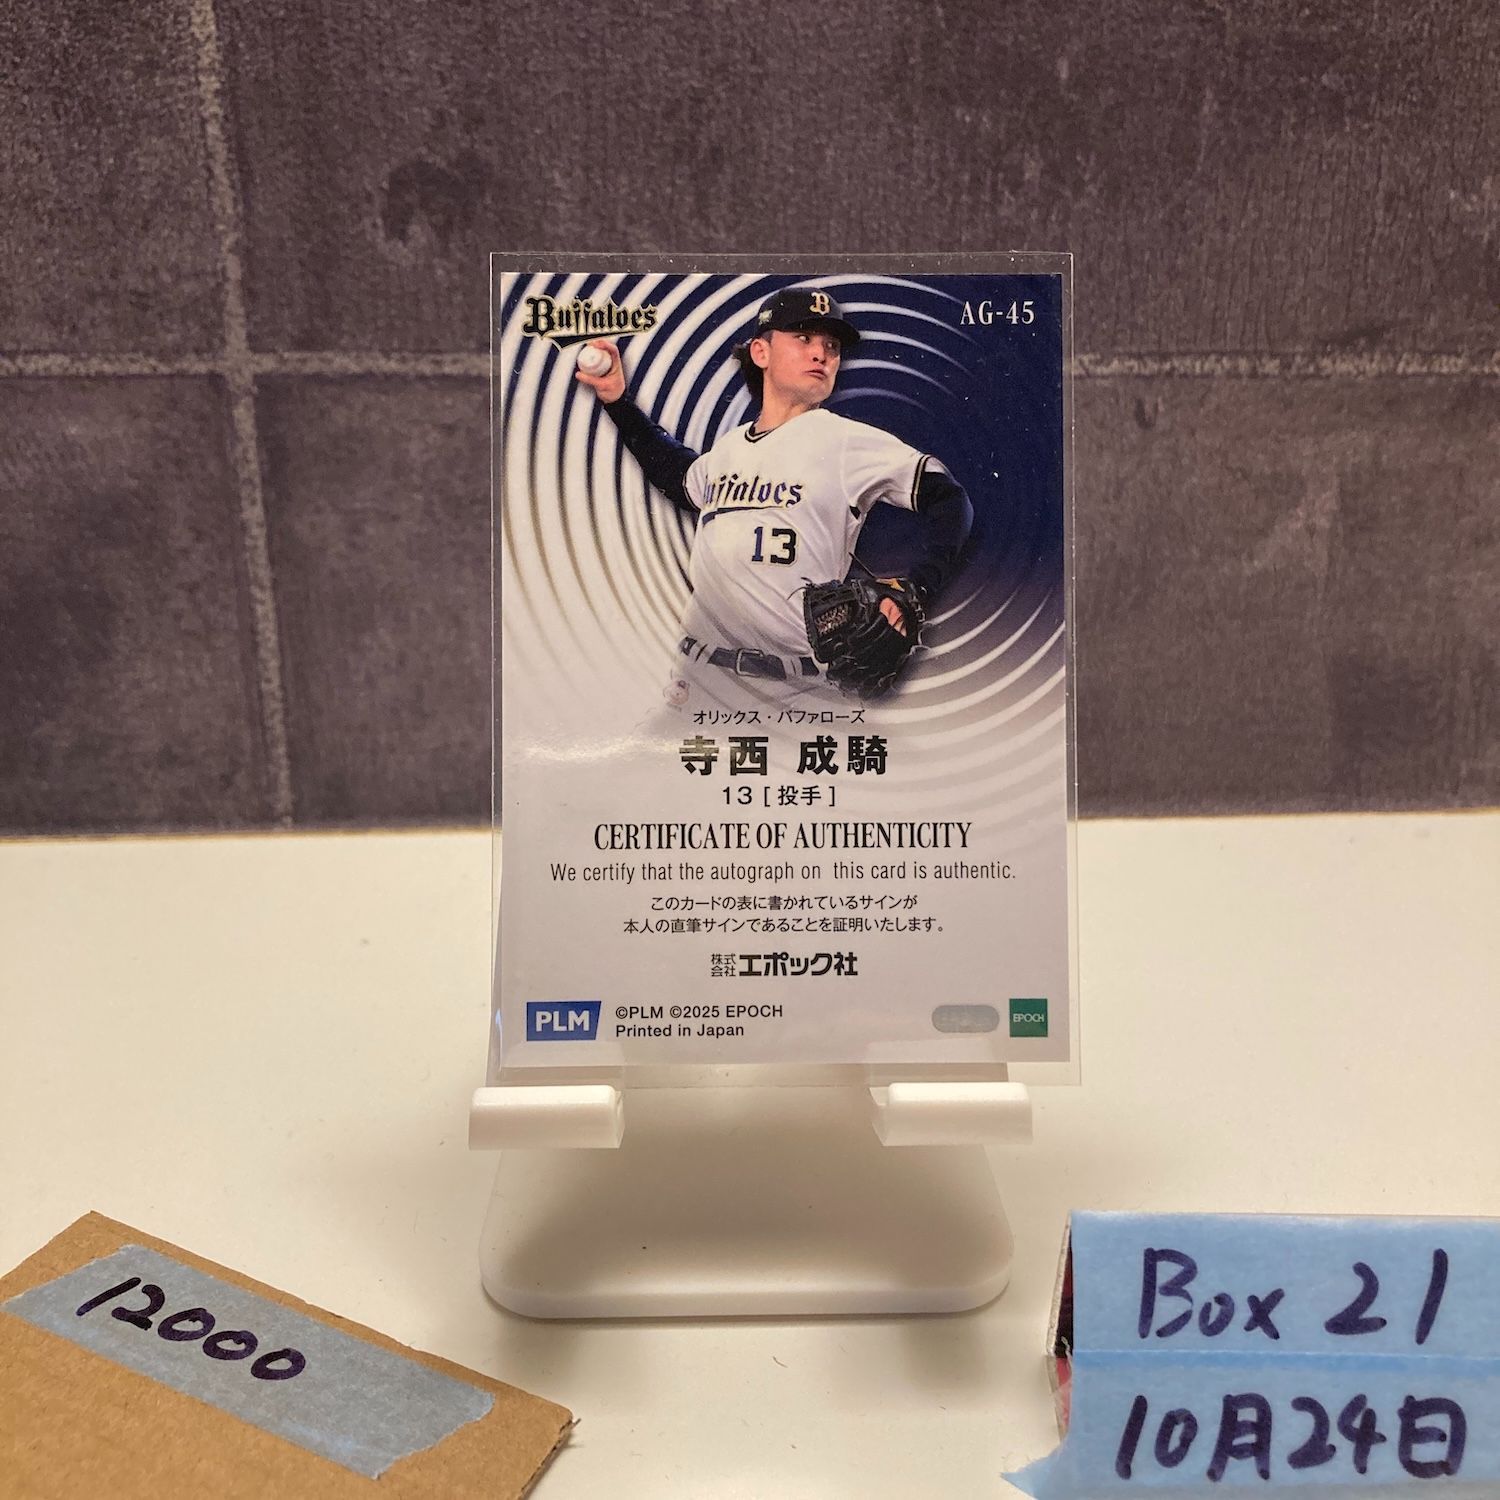 Buffaloes
AG-45
B
Buffaloes
13
オリックス・バファローズ
寺西 成騎
13 [ 投手 ]
CERTIFICATE OF AUTHENTICITY
We certify that the autograph on this card is authentic.
このカードの表に書かれているサインが
本人の直筆サインであることを証明いたします。
株式会社エポック社
PLM
©PLM ©2025 EPOCH
Printed in Japan
EPOCH
12000
Box 21
10月24日